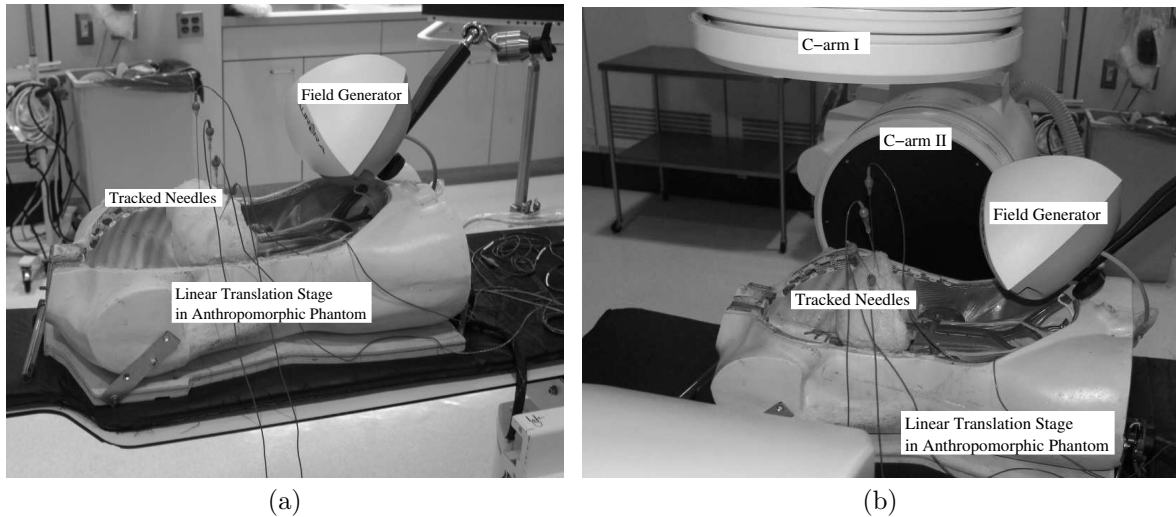 Field Generator
Tracked Needles
Linear Translation Stage
in Anthropomorphic Phantom
(a)
C−arm I
C−arm II
Field Generator
Tracked Needles
Linear Translation Stage
in Anthropomorphic Phantom
(b)